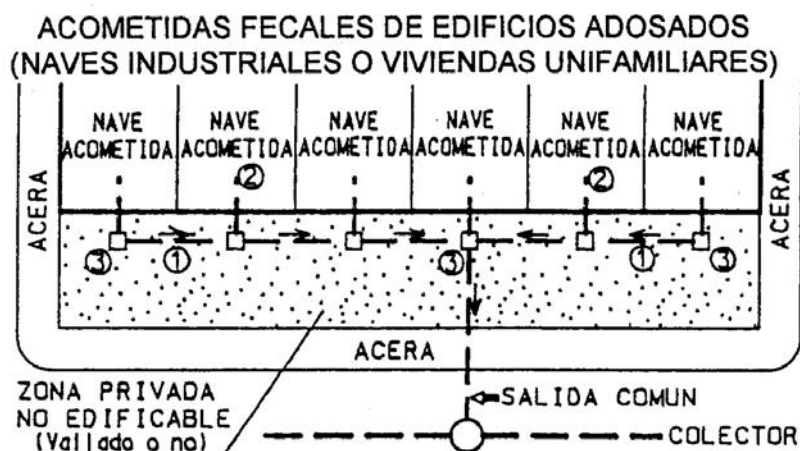 ACOMETIDAS FECALES DE EDIFICIOS ADOSADOS
(NAVES INDUSTRIALES O VIVIENDAS UNIFAMILIARES)
NAVE ACOMETIDA
NAVE ACOMETIDA
NAVE ACOMETIDA
NAVE ACOMETIDA
NAVE ACOMETIDA
NAVE ACOMETIDA
2
2
ACERA
ACERA
3
1
3
1
3
ACERA
ZONA PRIVADA
NO EDIFICABLE
(Vallado o no)
SALIDA COMUN
COLECTOR